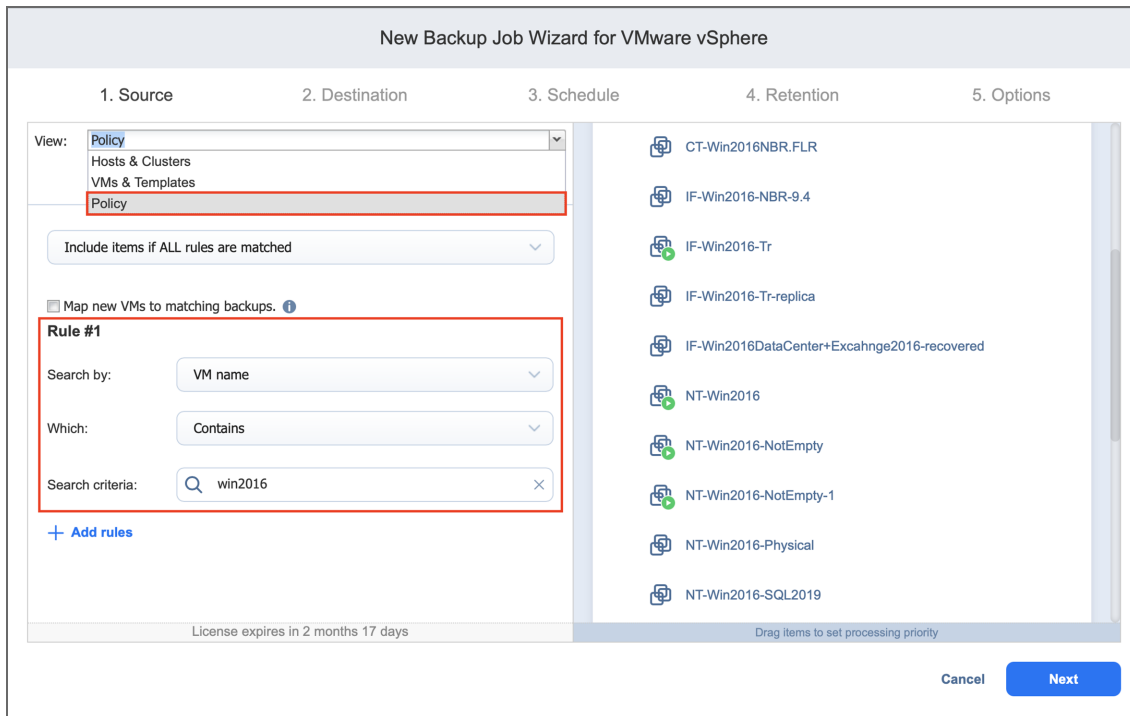 New Backup Job Wizard for VMware vSphere
1. Source
2. Destination
3. Schedule
4. Retention
5. Options
View:
Policy
Hosts & Clusters
VMs & Templates
Policy
Include items if ALL rules are matched
Map new VMs to matching backups.
Rule #1
Search by:
VM name
Which:
Contains
Search criteria:
win2016
Add rules
License expires in 2 months 17 days
CT-Win2016NBR.FLR
IF-Win2016-NBR-9.4
IF-Win2016-Tr
IF-Win2016-Tr-replica
IF-Win2016DataCenter+Excahnge2016-recovered
NT-Win2016
NT-Win2016-NotEmpty
NT-Win2016-NotEmpty-1
NT-Win2016-Physical
NT-Win2016-SQL2019
Drag items to set processing priority
Cancel
Next